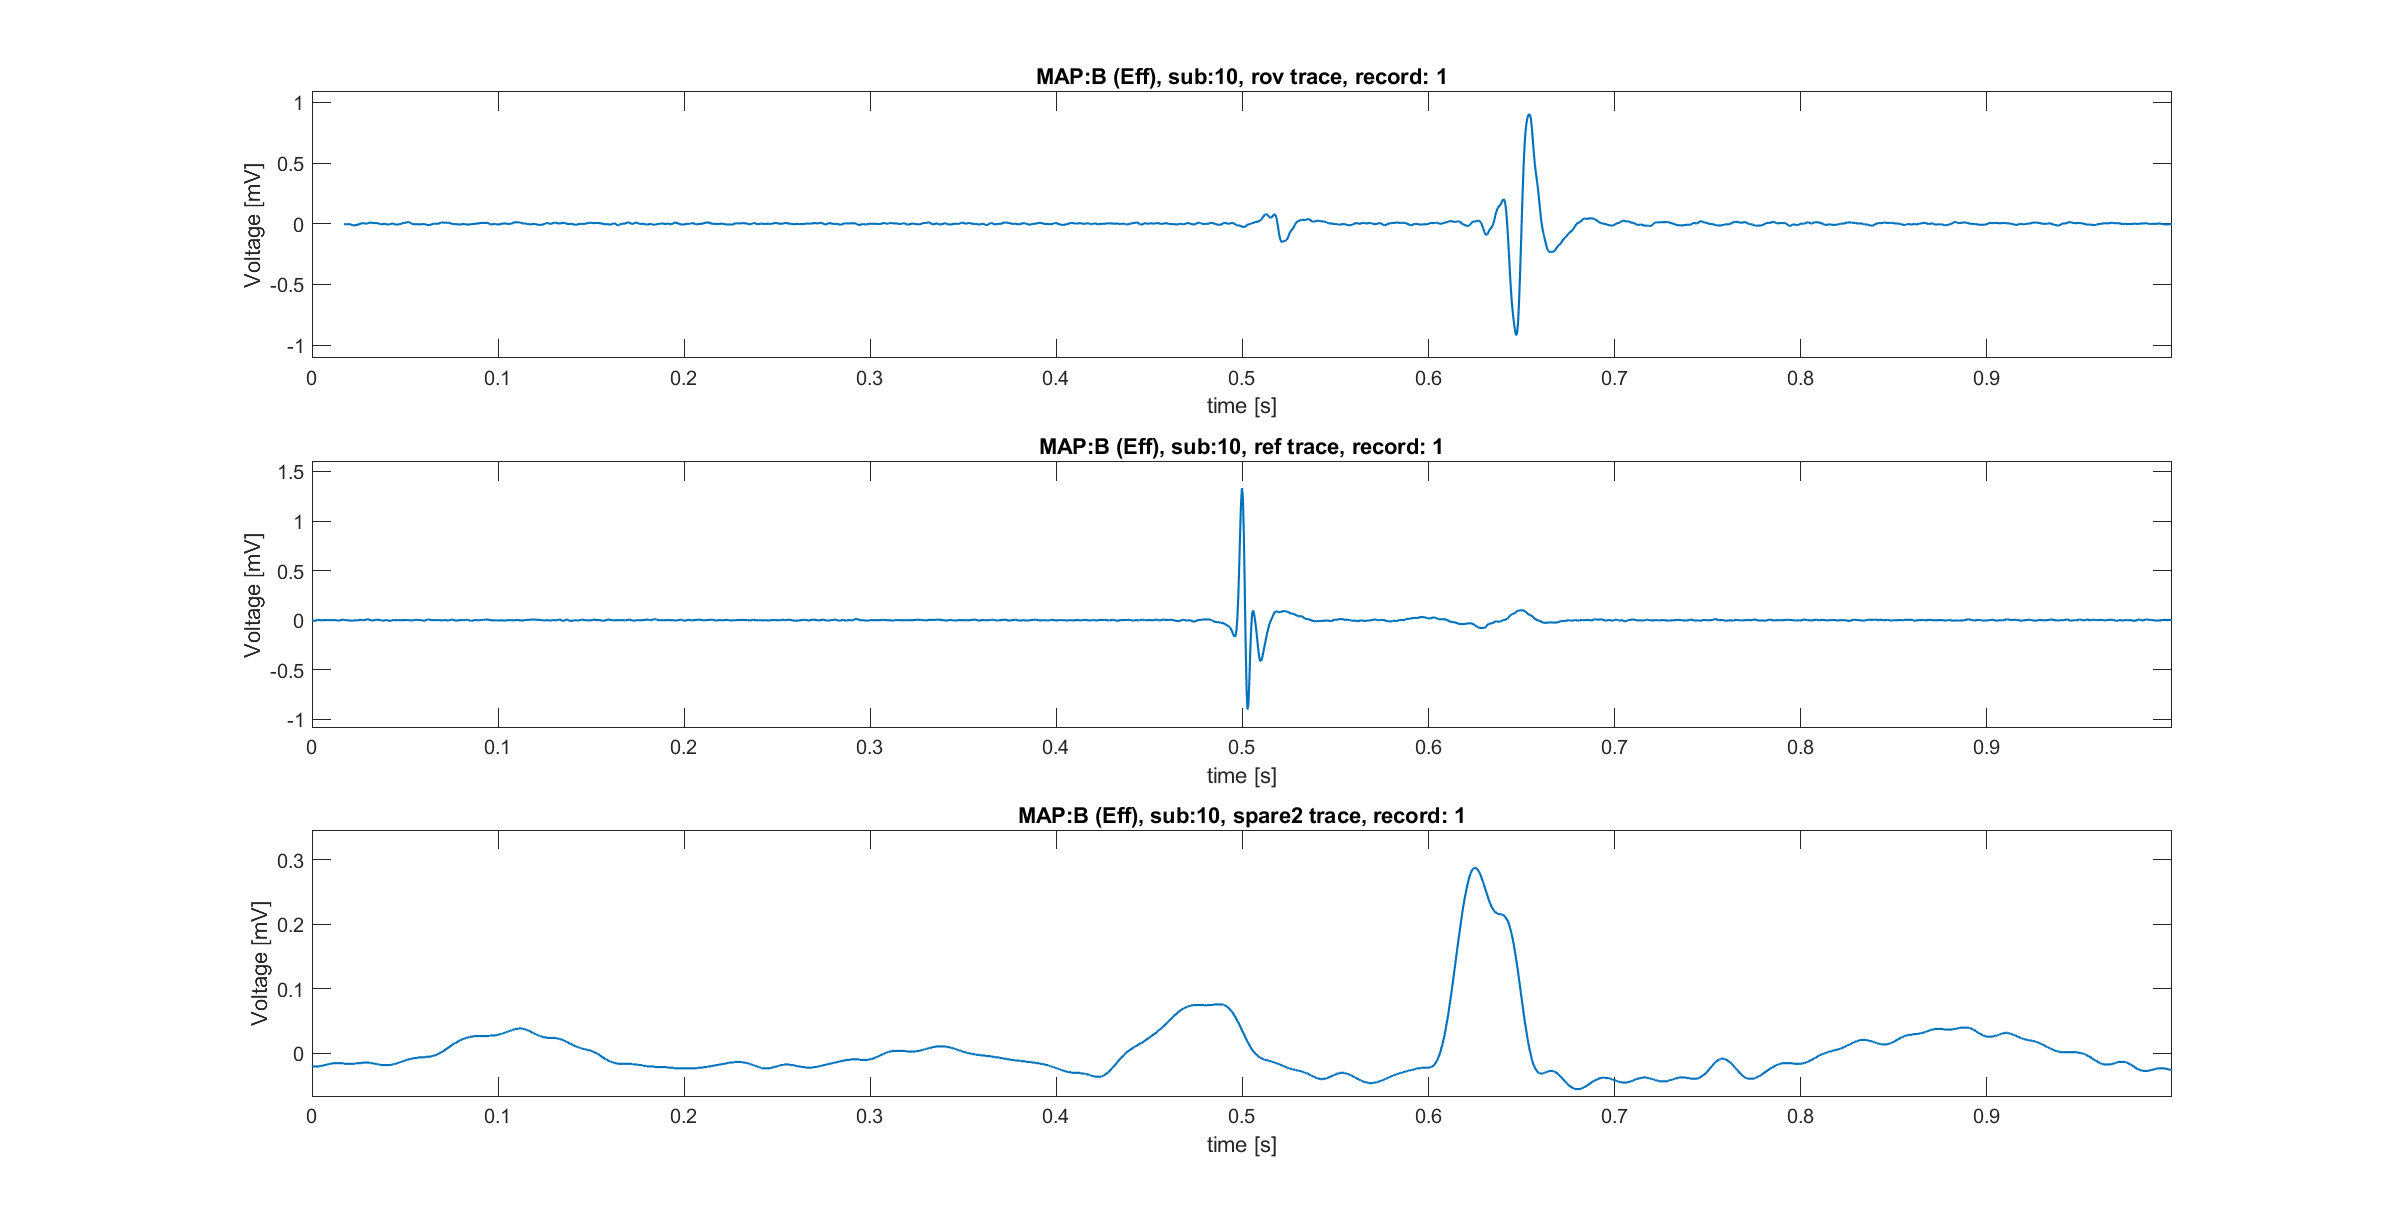 MAP:B (Eff), sub:10, rov trace, record: 1
Voltage [mV]
1
0.5
0
-0.5
-1
0 0.1 0.2 0.3 0.4 0.5 0.6 0.7 0.8 0.9
time [s]
MAP:B (Eff), sub:10, ref trace, record: 1
Voltage [mV]
1.5
1
0.5
0
-0.5
-1
0 0.1 0.2 0.3 0.4 0.5 0.6 0.7 0.8 0.9
time [s]
MAP:B (Eff), sub:10, spare2 trace, record: 1
Voltage [mV]
0.3
0.2
0.1
0
0 0.1 0.2 0.3 0.4 0.5 0.6 0.7 0.8 0.9
time [s]